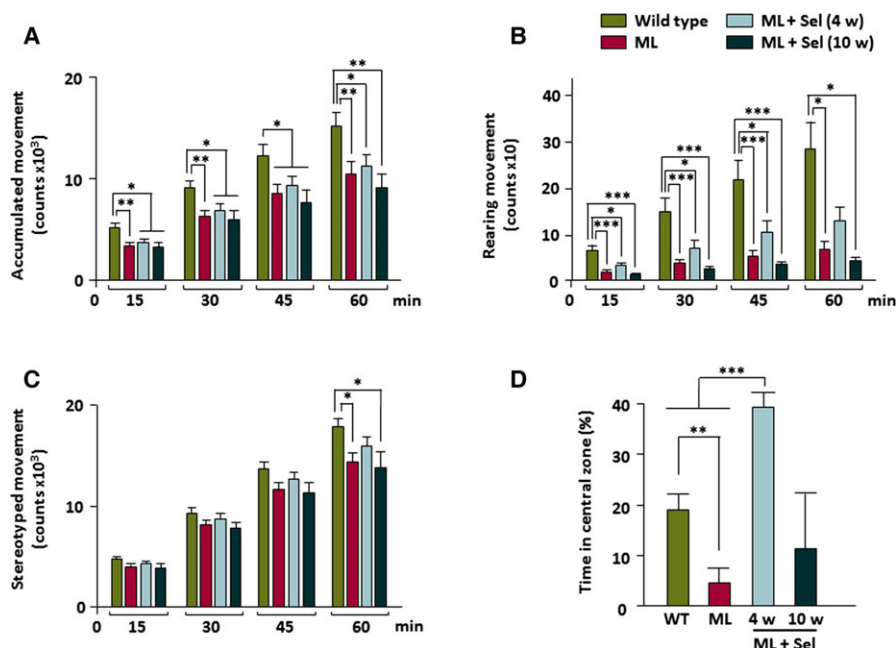 Wild type
ML + Sel (4 w)
ML
ML + Sel (10 w)
A
Accumulated movement
(counts x10³)
20
10
0
0
15
30
45
60
min
*
**
*
**
*
**
*
**
B
Rearing movement
(counts x10)
40
30
20
10
0
0
15
30
45
60
min
***
*
***
***
*
***
***
*
***
*
*
C
Stereotyped movement
(counts x10³)
20
10
0
0
15
30
45
60
min
*
*
D
Time in central zone (%)
40
30
20
10
0
***
**
WT
ML
4 w
10 w
ML + Sel